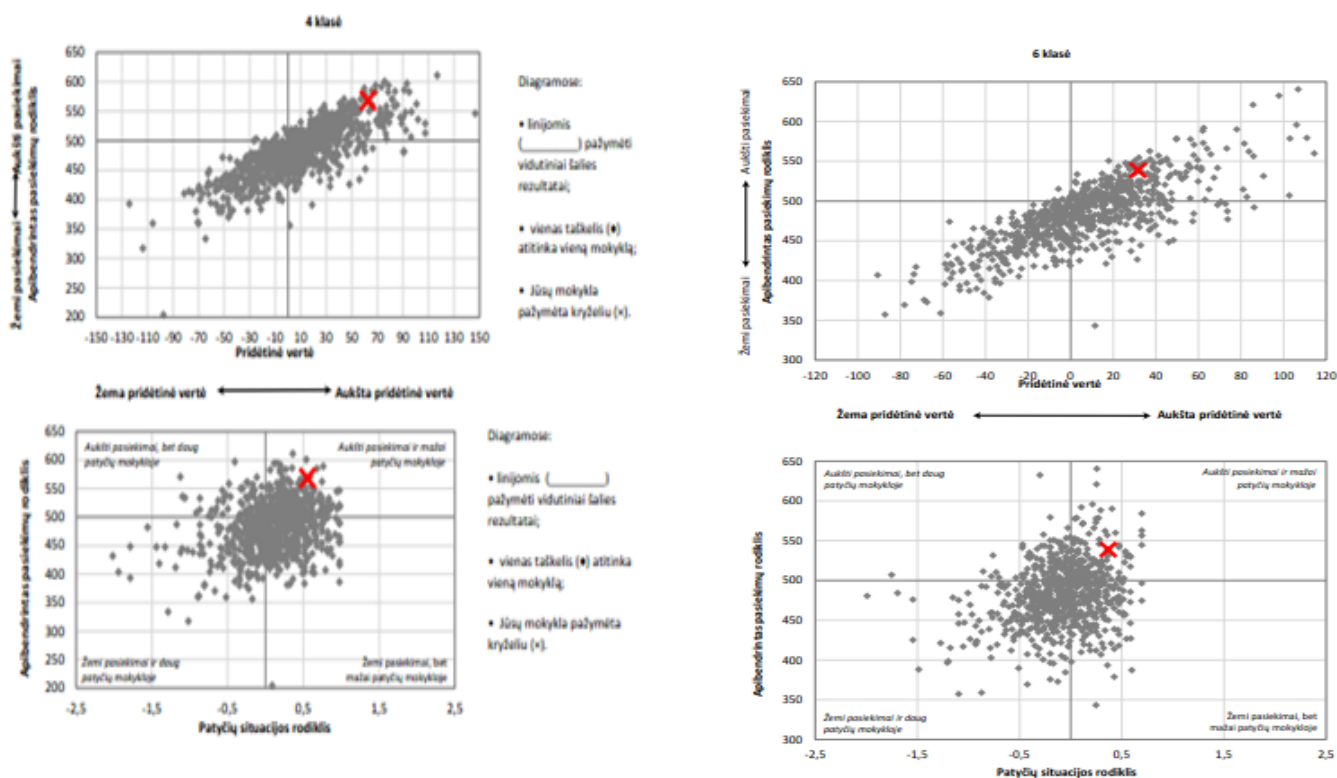 4 klasė
Aukšti pasiekimai
Žemi pasiekimai
Apibendrintas pasiekimų rodiklis
650
600
550
500
450
400
350
300
250
200
-150 -130 -110 -90 -70 -50 -30 -10 10 30 50 70 90 110 130 150
Pridėtinė vertė
Žema pridėtinė vertė
Aukšta pridėtinė vertė
Diagramose:
• linijomis
(________) pažymėti
vidutiniai šalies
rezultatai;
• vienas taškelis (♦)
atitinka vieną mokyklą;
• Jūsų mokykla
pažymėta kryželiu (×).
Apibendrintas pasiekimų rodiklis
650
600
550
500
450
400
350
300
250
200
Aukšti pasiekimai, bet daug
patyčių mokykloje
Aukšti pasiekimai ir mažai
patyčių mokykloje
Žemi pasiekimai ir daug
patyčių mokykloje
Žemi pasiekimai, bet
mažai patyčių mokykloje
-2,5 -1,5 -0,5 0,5 1,5 2,5
Patyčių situacijos rodiklis
Diagramose:
• linijomis (________)
pažymėti vidutiniai šalies
rezultatai;
• vienas taškelis (♦) atitinka
vieną mokyklą;
• Jūsų mokykla pažymėta
kryželiu (×).
6 klasė
Aukšti pasiekimai
Žemi pasiekimai
Apibendrintas pasiekimų rodiklis
650
600
550
500
450
400
350
300
-120 -100 -80 -60 -40 -20 0 20 40 60 80 100 120
Pridėtinė vertė
Žema pridėtinė vertė
Aukšta pridėtinė vertė
Apibendrintas pasiekimų rodiklis
650
600
550
500
450
400
350
300
Aukšti pasiekimai, bet daug
patyčių mokykloje
Aukšti pasiekimai ir mažai
patyčių mokykloje
Žemi pasiekimai ir daug
patyčių mokykloje
Žemi pasiekimai, bet
mažai patyčių mokykloje
-2,5 -1,5 -0,5 0,5 1,5 2,5
Patyčių situacijos rodiklis